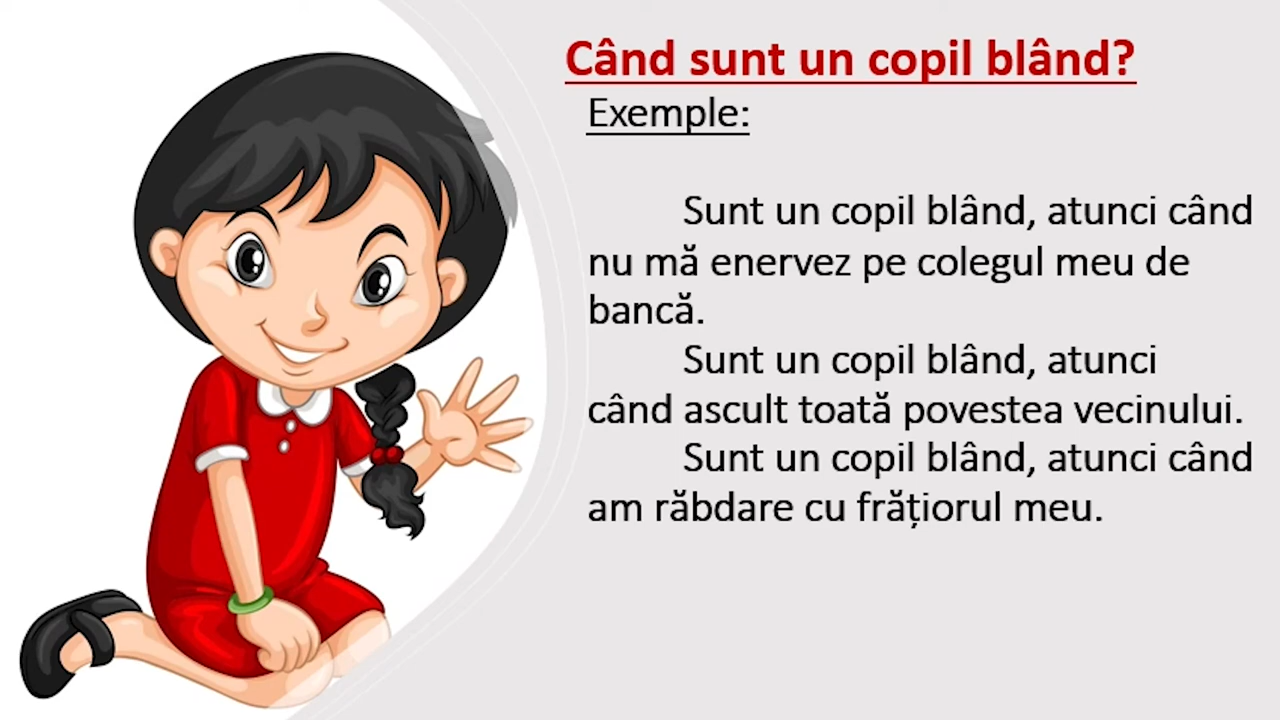 Când sunt un copil blând?
Exemple:
Sunt un copil blând, atunci când
nu mă enervez pe colegul meu de
bancă.
Sunt un copil blând, atunci
când ascult toată povestea vecinului.
Sunt un copil blând, atunci când
am răbdare cu frățiorul meu.